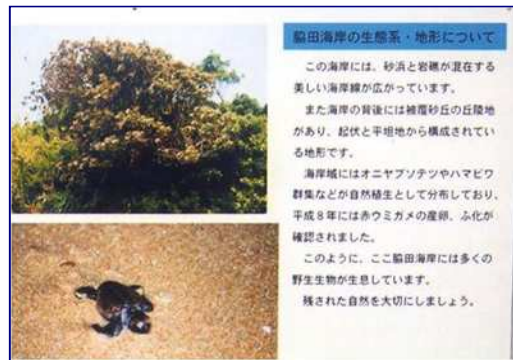 脇田海岸の生態系・地形について
この海岸には、砂浜と岩礁が混在する
美しい海岸線が広がっています。
また海岸の背後には被覆砂丘の丘陵地
があり、起伏と平坦地から構成されてい
る地形です。
海岸域にはオニヤブソテツやハマビワ
群集などが自然植生として分布しており、
平成８年には赤ウミガメの産卵、ふ化が
確認されました。
このように、ここ脇田海岸には多くの
野生生物が生息しています。
残された自然を大切にしましょう。